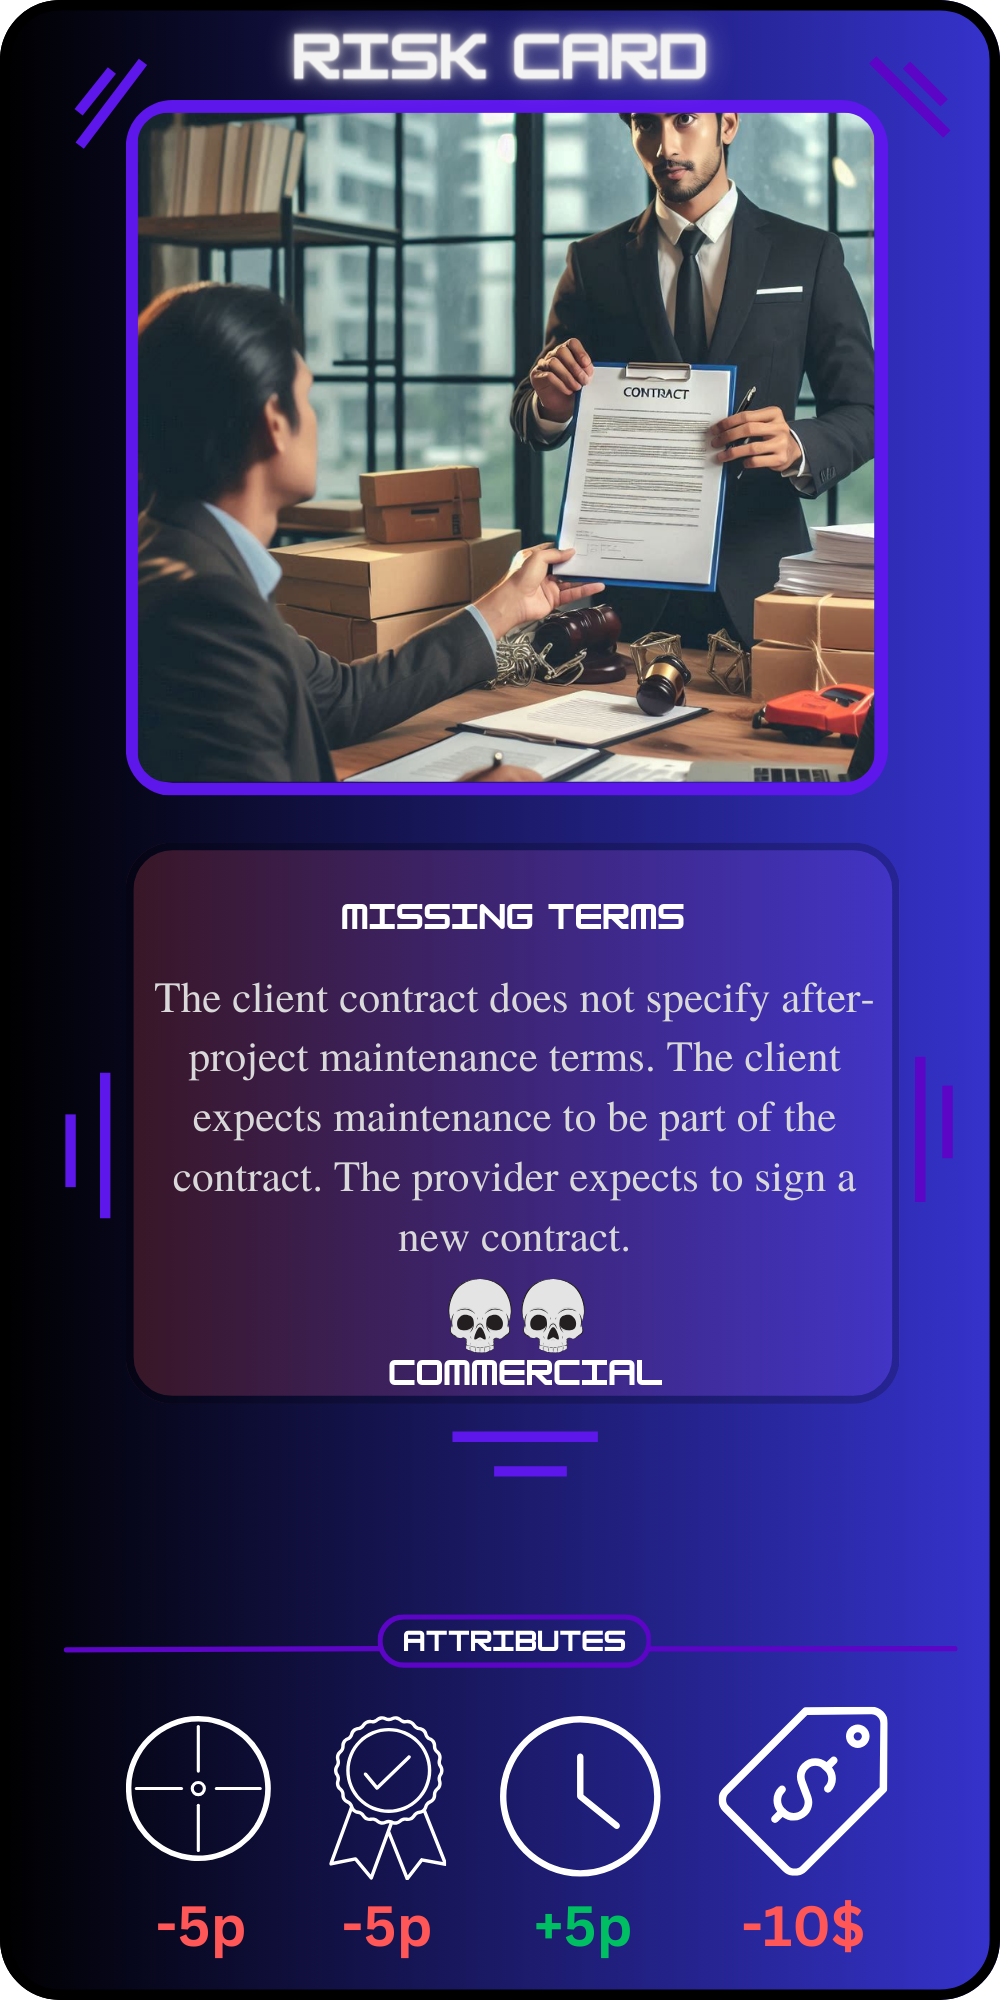 RISK CARD
CONTRACT
MISSING TERMS
The client contract does not specify after-
project maintenance terms. The client
expects maintenance to be part of the
contract. The provider expects to sign a
new contract.
COMMERCIAL
ATTRIBUTES
$
-5p -5p +5p -10$